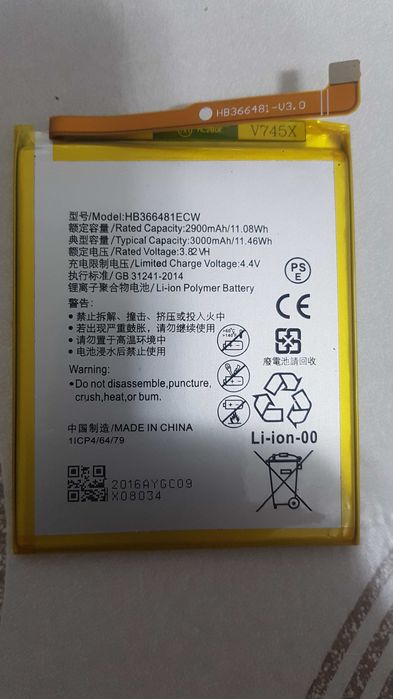 HB366481-V3.0
V745X
型号/Model:HB366481ECW
额定容量/Rated Capacity:2900mAh/11.08Wh
典型容量/Typical Capacity:3000mAh/11.46Wh
额定电压/Rated Voltage:3.82VH
充电限制电压/Limited Charge Voltage:4.4V
执行标准/GB 31241-2014
锂离子聚合物电池/Li-ion Polymer Battery
PS
E
警告:
• 禁止拆解、撞击、挤压或投入火中
• 若出现严重鼓胀，请勿继续使用
• 请勿置于高温环境中
• 电池浸水后禁止使用
Warning:
•Do not disassemble,puncture,
crush,heat,or bum.
廢電池請回收
中国制造/MADE IN CHINA
1ICP4/64/79
Li-ion-00
2016AYGC09
X08034